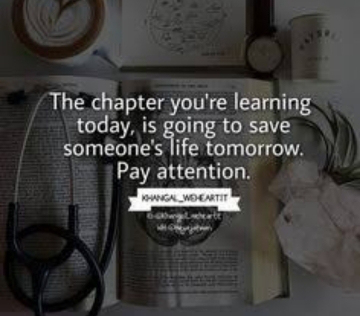 The chapter you're learning
today, is going to save
someone's life tomorrow.
Pay attention.
KHANGAL_WEHEARTIT